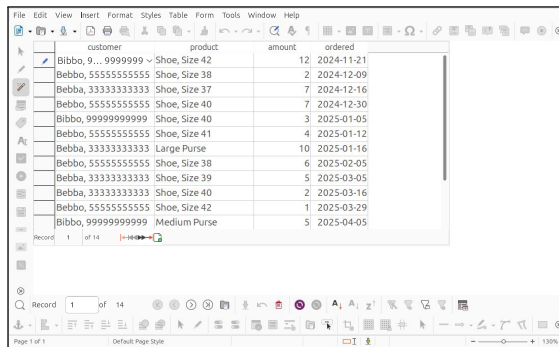 File Edit View Insert Format Styles Table Form Tools Window Help
customer product amount ordered
Bibbo, 9... 9999999 Shoe, Size 42 12 2024-11-21
Bebbo, 55555555555 Shoe, Size 38 2 2024-12-09
Bebba, 33333333333 Shoe, Size 37 7 2024-12-16
Bebbo, 55555555555 Shoe, Size 40 7 2024-12-30
Bibbo, 99999999999 Shoe, Size 40 3 2025-01-05
Bebbo, 55555555555 Shoe, Size 41 4 2025-01-12
Bebba, 33333333333 Large Purse 10 2025-01-16
Bebbo, 55555555555 Shoe, Size 38 6 2025-02-05
Bebba, 33333333333 Shoe, Size 39 5 2025-03-05
Bebba, 33333333333 Shoe, Size 40 2 2025-03-16
Bebbo, 55555555555 Shoe, Size 42 1 2025-03-29
Bibbo, 99999999999 Medium Purse 5 2025-04-05
Record 1 of 14
Record 1 of 14
Page 1 of 1 Default Page Style 130%